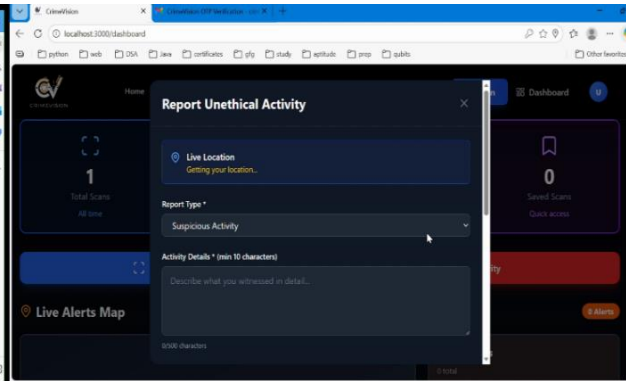 CrimeVision
CrimeVision OTP Verification
localhost:3000/dashboard
python
web
DSA
Java
certificates
gfg
study
aptitude
prep
qubits
Other favorites
Home
Dashboard
U
Report Unethical Activity
Live Location
Getting your location...
1
Total Scans
All time
0
Saved Scans
Quick access
Report Type *
Suspicious Activity
Activity Details * (min 10 characters)
Describe what you witnessed in detail...
0/500 characters
Live Alerts Map
0 Alerts
0 total